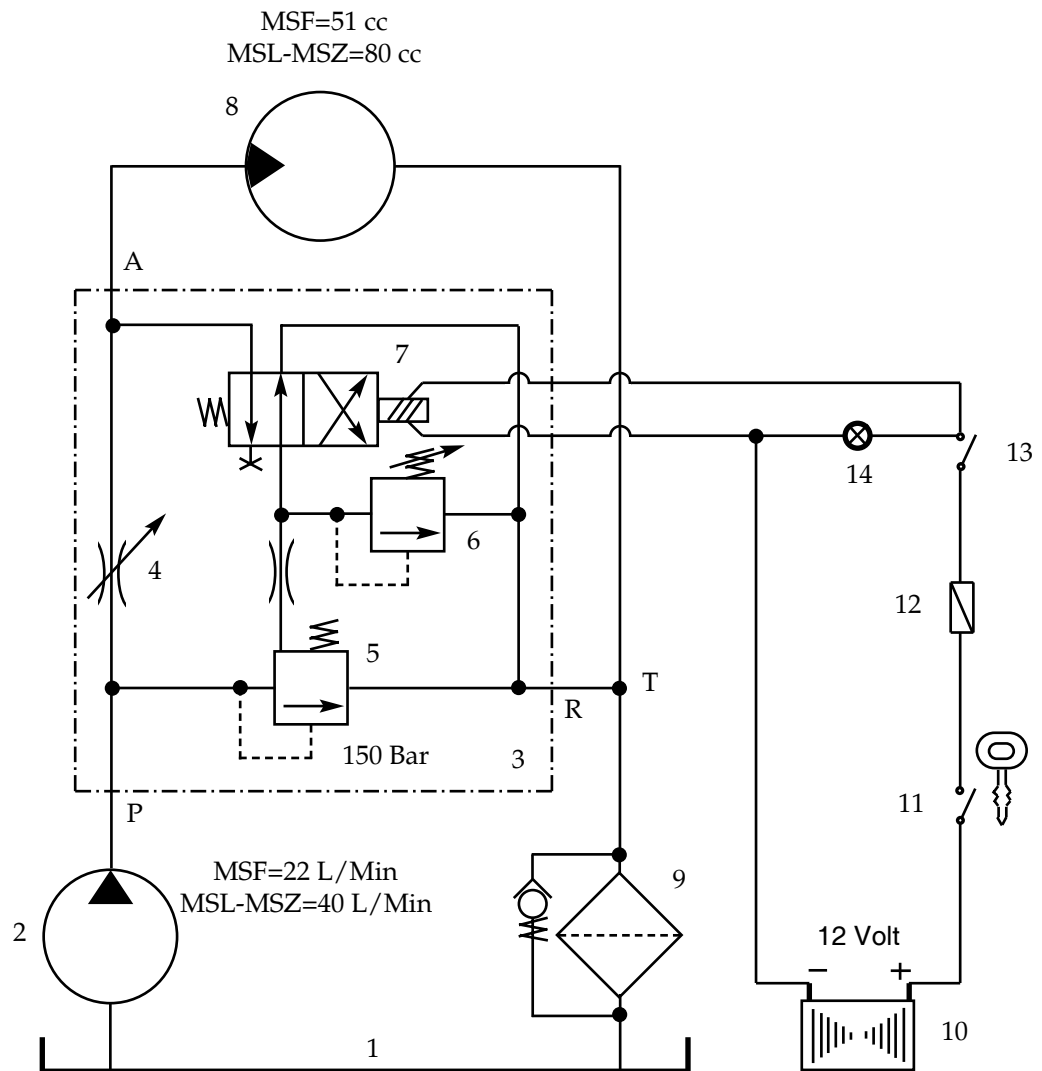 MSF=51 cc
MSL-MSZ=80 cc
8
A
7
13
14
6
4
12
5
T
R
150 Bar
3
11
P
MSF=22 L/Min
MSL-MSZ=40 L/Min
9
2
12 Volt
− +
10
1